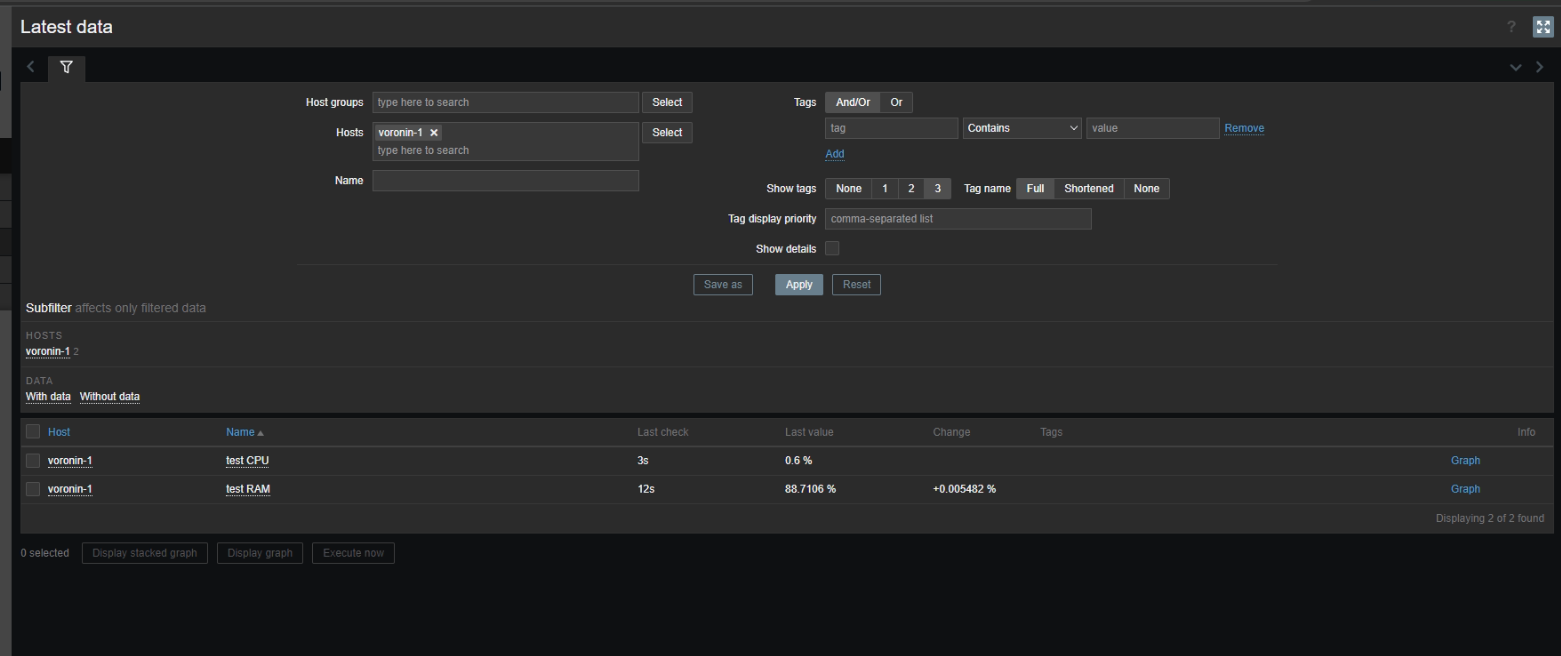 Latest data ?
Host groups type here to search Select Tags And/Or Or
Hosts voronin-1 Select tag Contains value Remove
type here to search
Add
Name
Show tags None 1 2 3 Tag name Full Shortened None
Tag display priority comma-separated list
Show details
Save as Apply Reset
Subfilter affects only filtered data
HOSTS
voronin-1 2
DATA
With data Without data
Host Name Last check Last value Change Tags Info
voronin-1 test CPU 3s 0.6 % Graph
voronin-1 test RAM 12s 88.7106 % +0.005482 % Graph
Displaying 2 of 2 found
0 selected Display stacked graph Display graph Execute now